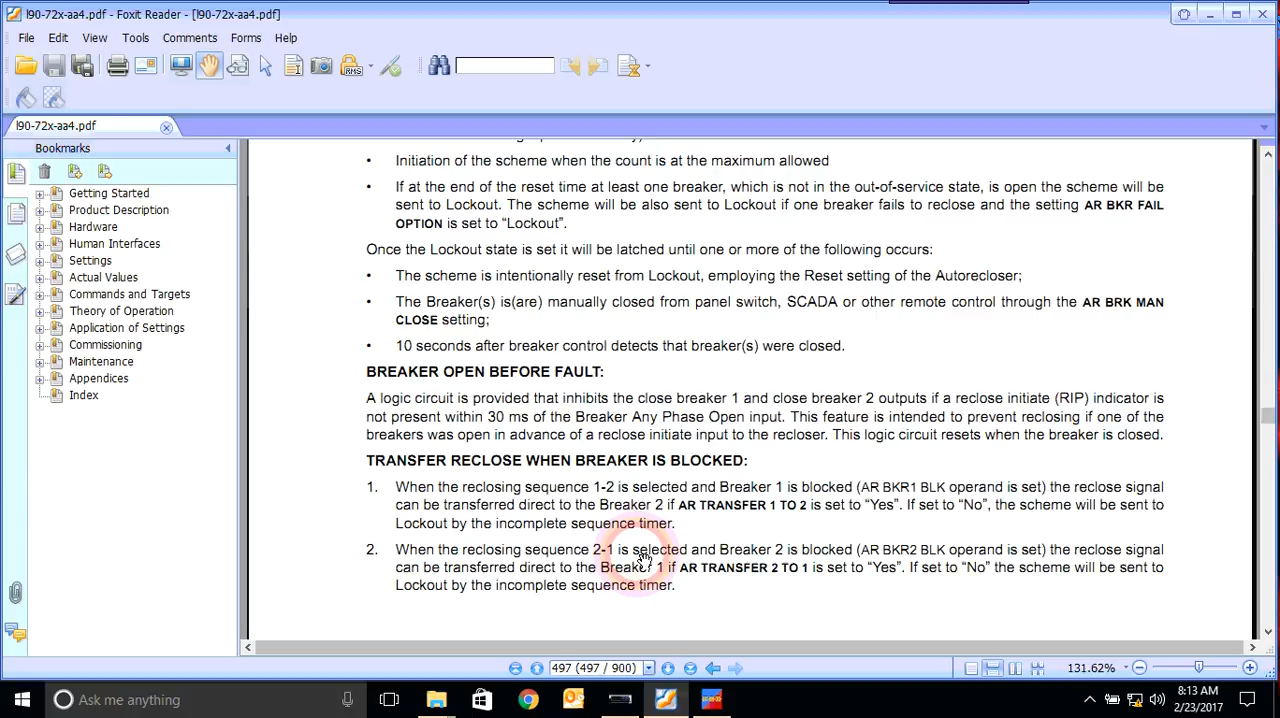 l90-72x-aa4.pdf - Foxit Reader - [l90-72x-aa4.pdf]
File Edit View Tools Comments Forms Help
RMS
l90-72x-aa4.pdf
Bookmarks
Getting Started
Product Description
Hardware
Human Interfaces
Settings
Actual Values
Commands and Targets
Theory of Operation
Application of Settings
Commissioning
Maintenance
Appendices
Index
• Initiation of the scheme when the count is at the maximum allowed
• If at the end of the reset time at least one breaker, which is not in the out-of-service state, is open the scheme will be
sent to Lockout. The scheme will be also sent to Lockout if one breaker fails to reclose and the setting AR BKR FAIL
OPTION is set to “Lockout”.
Once the Lockout state is set it will be latched until one or more of the following occurs:
• The scheme is intentionally reset from Lockout, employing the Reset setting of the Autorecloser;
• The Breaker(s) is(are) manually closed from panel switch, SCADA or other remote control through the AR BRK MAN
CLOSE setting;
• 10 seconds after breaker control detects that breaker(s) were closed.
BREAKER OPEN BEFORE FAULT:
A logic circuit is provided that inhibits the close breaker 1 and close breaker 2 outputs if a reclose initiate (RIP) indicator is
not present within 30 ms of the Breaker Any Phase Open input. This feature is intended to prevent reclosing if one of the
breakers was open in advance of a reclose initiate input to the recloser. This logic circuit resets when the breaker is closed.
TRANSFER RECLOSE WHEN BREAKER IS BLOCKED:
1. When the reclosing sequence 1-2 is selected and Breaker 1 is blocked (AR BKR1 BLK operand is set) the reclose signal
can be transferred direct to the Breaker 2 if AR TRANSFER 1 TO 2 is set to “Yes”. If set to “No”, the scheme will be sent to
Lockout by the incomplete sequence timer.
2. When the reclosing sequence 2-1 is selected and Breaker 2 is blocked (AR BKR2 BLK operand is set) the reclose signal
can be transferred direct to the Breaker 1 if AR TRANSFER 2 TO 1 is set to “Yes”. If set to “No” the scheme will be sent to
Lockout by the incomplete sequence timer.
497 (497 / 900)
131.62%
Ask me anything
8:13 AM
2/23/2017